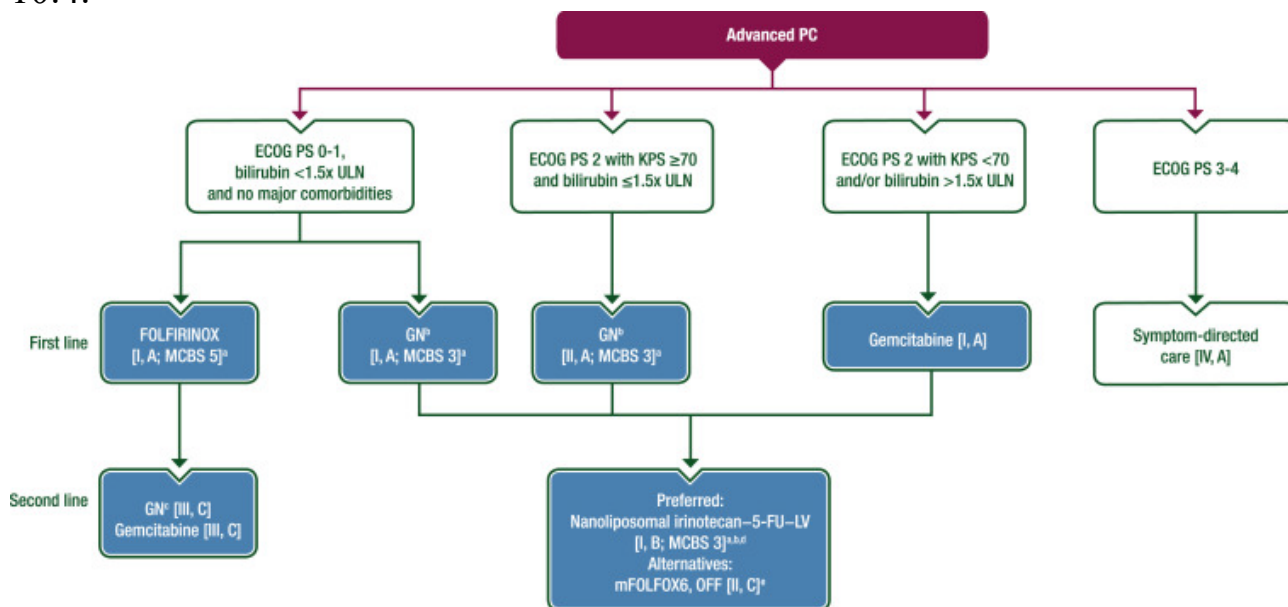 10.4.
Advanced PC
ECOG PS 0-1,
bilirubin <1.5x ULN
and no major comorbidities
ECOG PS 2 with KPS ≥70
and bilirubin ≤1.5x ULN
ECOG PS 2 with KPS <70
and/or bilirubin >1.5x ULN
ECOG PS 3-4
First line
FOLFIRINOX
[I, A; MCBS 5]ᵃ
GNᵇ
[I, A; MCBS 3]ᵃ
GNᵇ
[II, A; MCBS 3]ᵃ
Gemcitabine [I, A]
Symptom-directed
care [IV, A]
Second line
GNᶜ [III, C]
Gemcitabine [III, C]
Preferred:
Nanoliposomal irinotecan–5-FU–LV
[I, B; MCBS 3]ᵃ,ᵇ,ᵈ
Alternatives:
mFOLFOX6, OFF [II, C]ᵉ